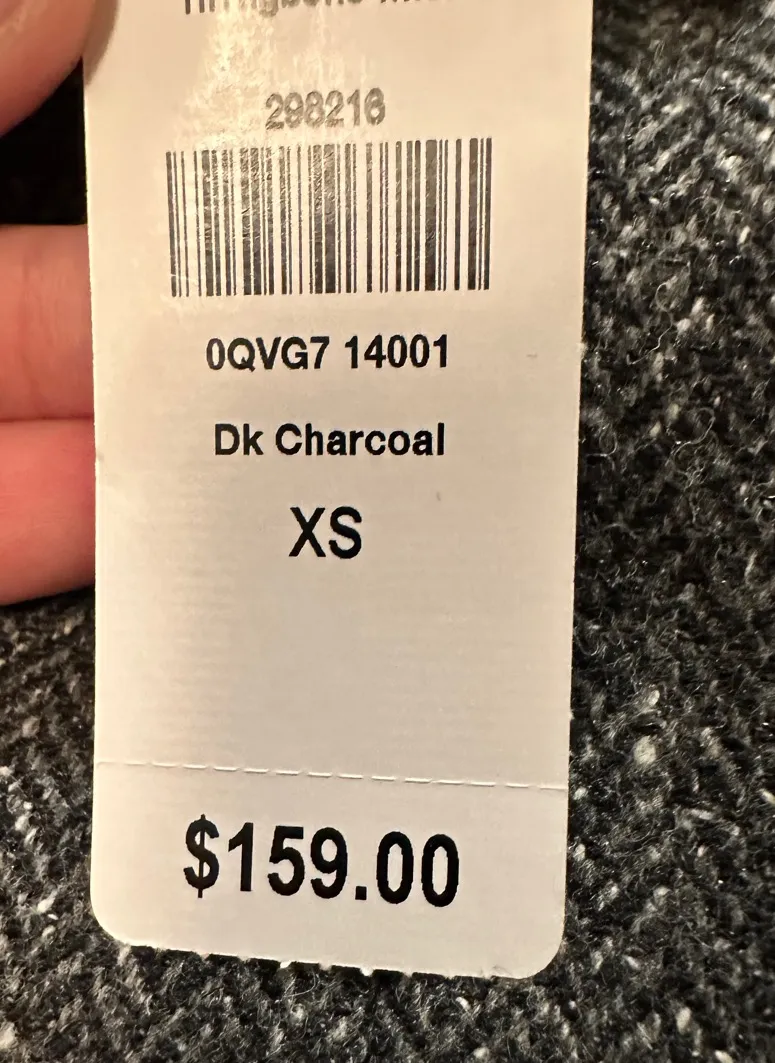 298216
0QVG7 14001
Dk Charcoal
XS
$159.00